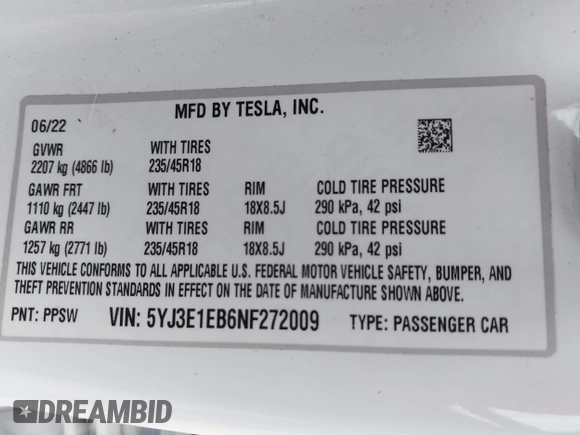 MFD BY TESLA, INC.
06/22
GVWR WITH TIRES
2207 kg (4866 lb) 235/45R18
GAWR FRT WITH TIRES RIM COLD TIRE PRESSURE
1110 kg (2447 lb) 235/45R18 18X8.5J 290 kPa, 42 psi
GAWR RR WITH TIRES RIM COLD TIRE PRESSURE
1257 kg (2771 lb) 235/45R18 18X8.5J 290 kPa, 42 psi
THIS VEHICLE CONFORMS TO ALL APPLICABLE U.S. FEDERAL MOTOR VEHICLE SAFETY, BUMPER, AND
THEFT PREVENTION STANDARDS IN EFFECT ON THE DATE OF MANUFACTURE SHOWN ABOVE.
PNT: PPSW VIN: 5YJ3E1EB6NF272009 TYPE: PASSENGER CAR
DREAMBID